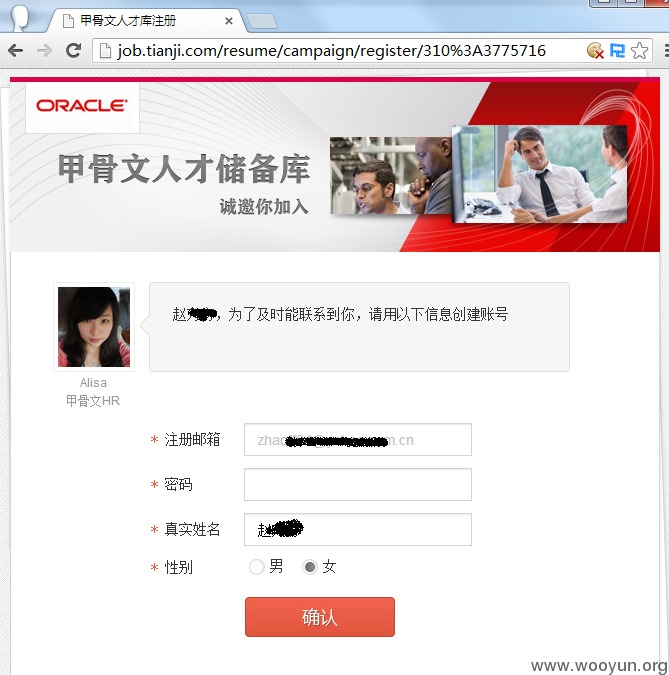 甲骨文人才库注册
job.tianji.com/resume/campaign/register/310%3A3775716
ORACLE
甲骨文人才储备库
诚邀你加入
赵，为了及时能联系到你，请用以下信息创建账号
Alisa
甲骨文HR
* 注册邮箱 zhao .cn
* 密码
* 真实姓名 赵
* 性别 男 女
确认
www.wooyun.org